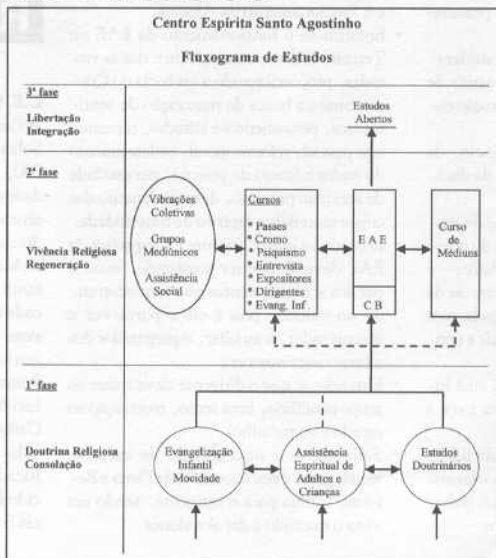 Centro Espírita Santo Agostinho
Fluxograma de Estudos
3ª fase
Libertação
Integração
Estudos
Abertos
2ª fase
Vivência Religiosa
Regeneração
Vibrações
Coletivas
Grupos
Mediúnicos
Assistência
Social
Cursos
• Passes
• Cromo
• Psiquismo
• Entrevista
• Expositores
• Dirigentes
• Evang. Inf.
E A E
C B
Curso
de
Médiuns
1ª fase
Doutrina Religiosa
Consolação
Evangelização
Infantil
Mocidade
Assistência
Espiritual de
Adultos e
Crianças
Estudos
Doutrinários